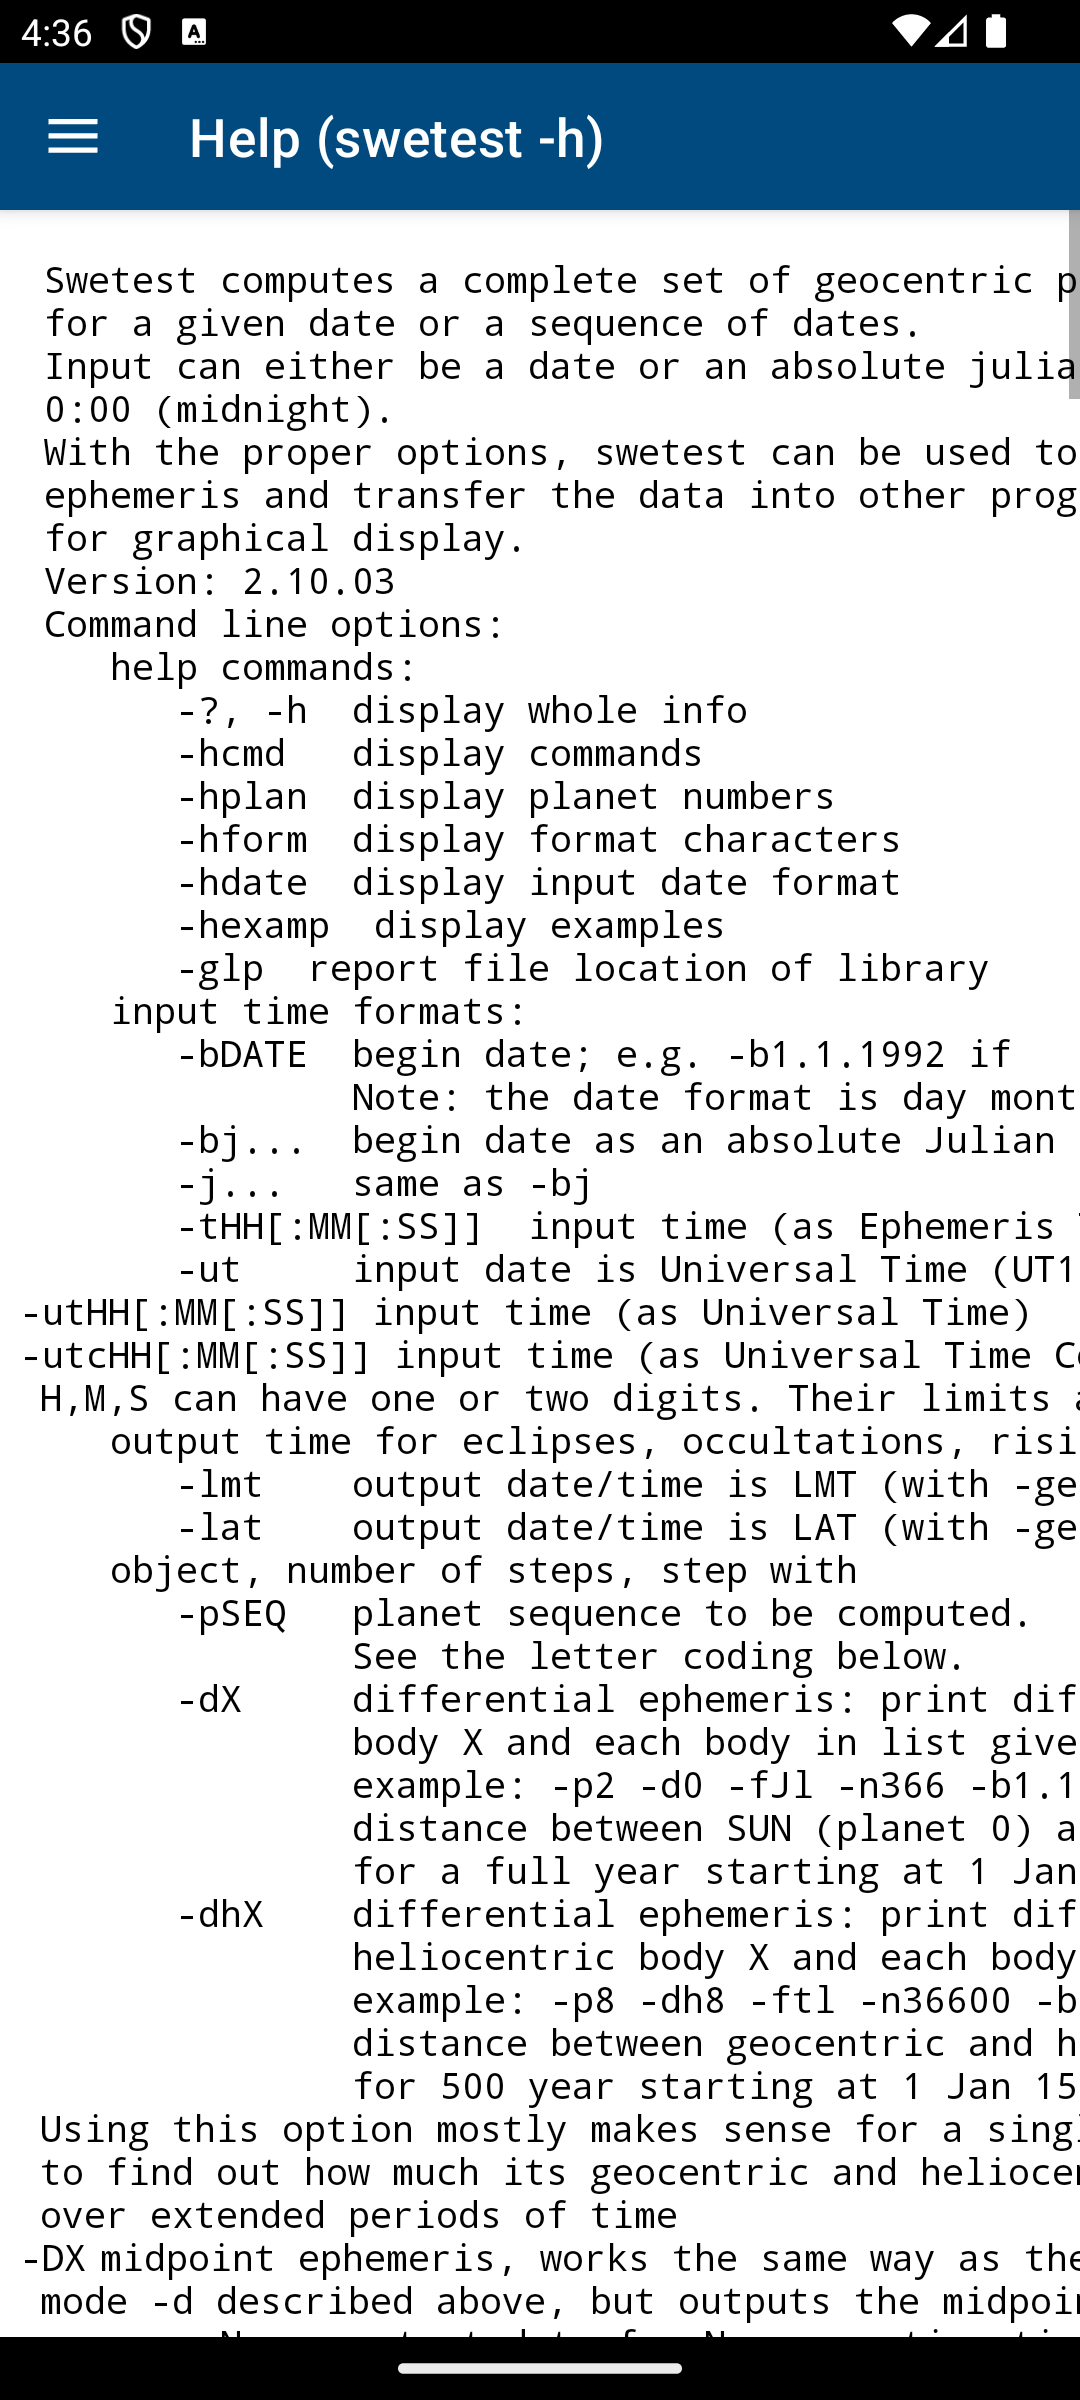 4:36
Help (swetest -h)
Swetest computes a complete set of geocentric p
for a given date or a sequence of dates.
Input can either be a date or an absolute julia
0:00 (midnight).
With the proper options, swetest can be used to
ephemeris and transfer the data into other prog
for graphical display.
Version: 2.10.03
Command line options:
help commands:
-?, -h display whole info
-hcmd display commands
-hplan display planet numbers
-hform display format characters
-hdate display input date format
-hexamp display examples
-glp report file location of library
input time formats:
-bDATE begin date; e.g. -b1.1.1992 if
Note: the date format is day mont
-bj... begin date as an absolute Julian
-j... same as -bj
-tHH[:MM[:SS]] input time (as Ephemeris
-ut input date is Universal Time (UT1
-utHH[:MM[:SS]] input time (as Universal Time)
-utcHH[:MM[:SS]] input time (as Universal Time C
H,M,S can have one or two digits. Their limits a
output time for eclipses, occultations, risi
-lmt output date/time is LMT (with -ge
-lat output date/time is LAT (with -ge
object, number of steps, step with
-pSEQ planet sequence to be computed.
See the letter coding below.
-dX differential ephemeris: print dif
body X and each body in list give
example: -p2 -d0 -fJl -n366 -b1.1
distance between SUN (planet 0) a
for a full year starting at 1 Jan
-dhX differential ephemeris: print dif
heliocentric body X and each body
example: -p8 -dh8 -ftl -n36600 -b
distance between geocentric and h
for 500 year starting at 1 Jan 15
Using this option mostly makes sense for a sing
to find out how much its geocentric and heliocen
over extended periods of time
-DX midpoint ephemeris, works the same way as the
mode -d described above, but outputs the midpoin